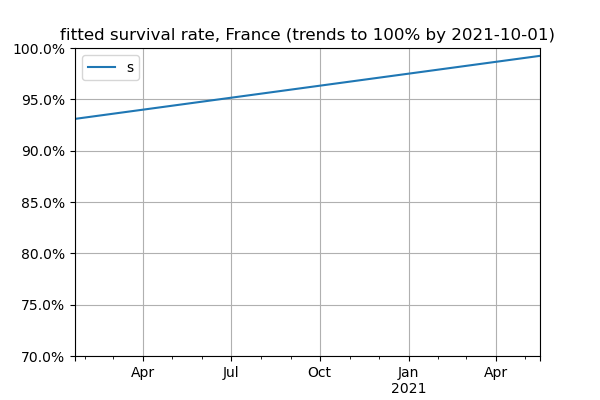 fitted survival rate, France (trends to 100% by 2021-10-01)
s
100.0%
95.0%
90.0%
85.0%
80.0%
75.0%
70.0%
Apr Jul Oct Jan Apr
2021